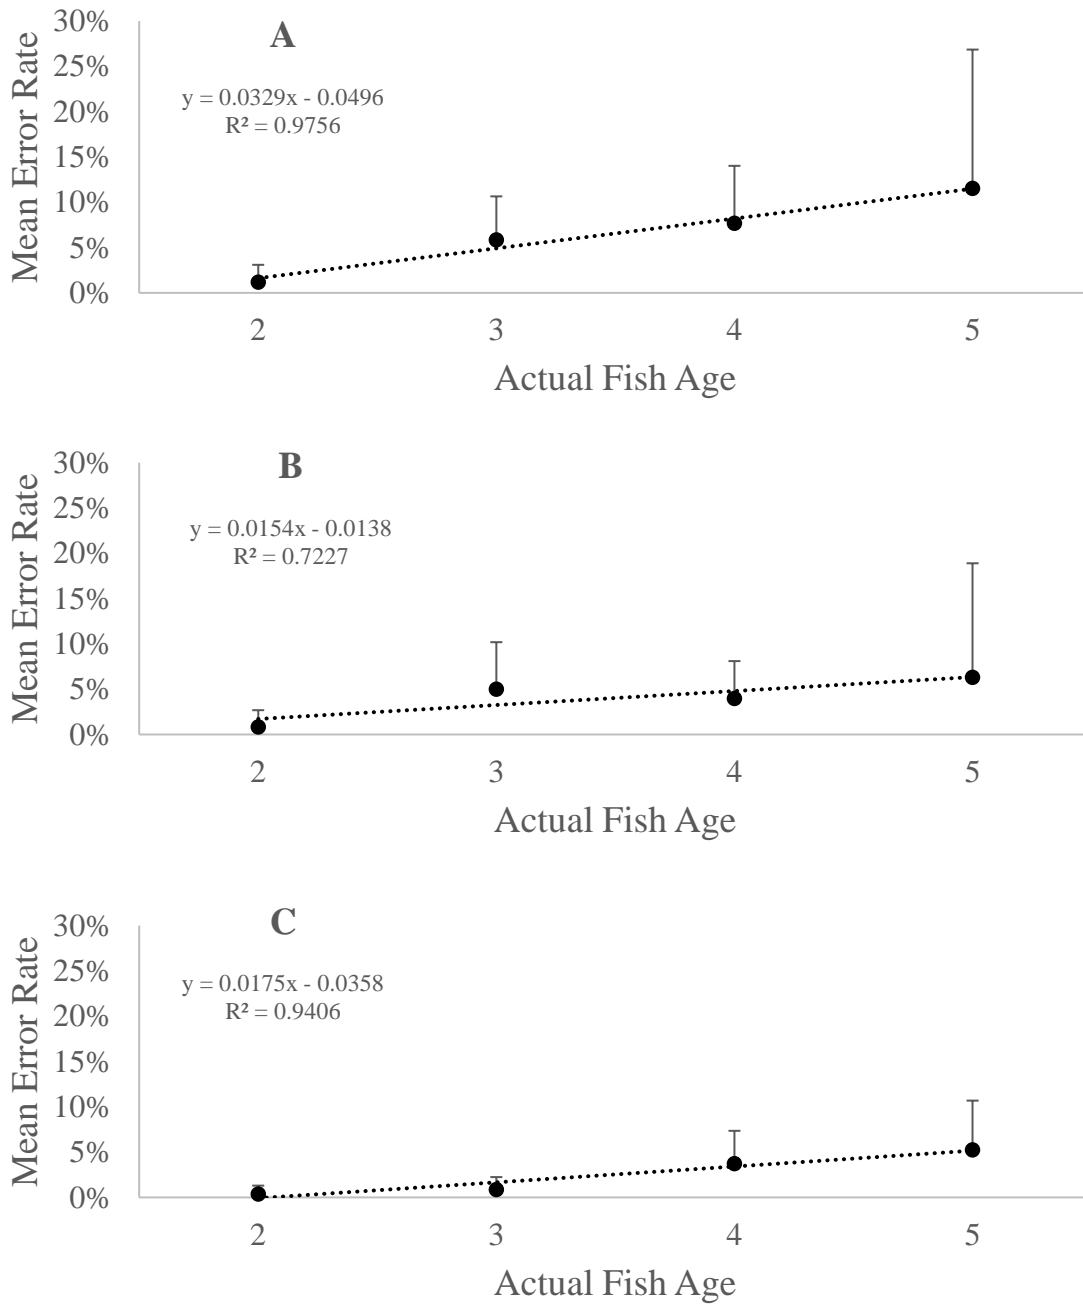 A
y = 0.0329x - 0.0496
R² = 0.9756
Mean Error Rate
30%
25%
20%
15%
10%
5%
0%
2 3 4 5
Actual Fish Age
B
y = 0.0154x - 0.0138
R² = 0.7227
Mean Error Rate
30%
25%
20%
15%
10%
5%
0%
2 3 4 5
Actual Fish Age
C
y = 0.0175x - 0.0358
R² = 0.9406
Mean Error Rate
30%
25%
20%
15%
10%
5%
0%
2 3 4 5
Actual Fish Age